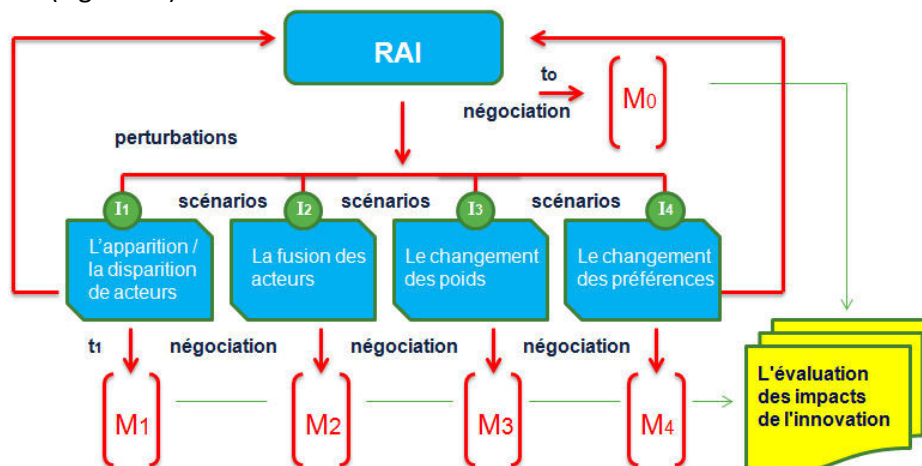 RAI
t0
négociation
M0
perturbations
scénarios
scénarios
scénarios
I1
I2
I3
I4
L'apparition /
la disparition
de acteurs
La fusion des
acteurs
Le changement
des poids
Le changement
des préférences
t1
négociation
négociation
négociation
M1
M2
M3
M4
L'évaluation
des impacts
de l'innovation